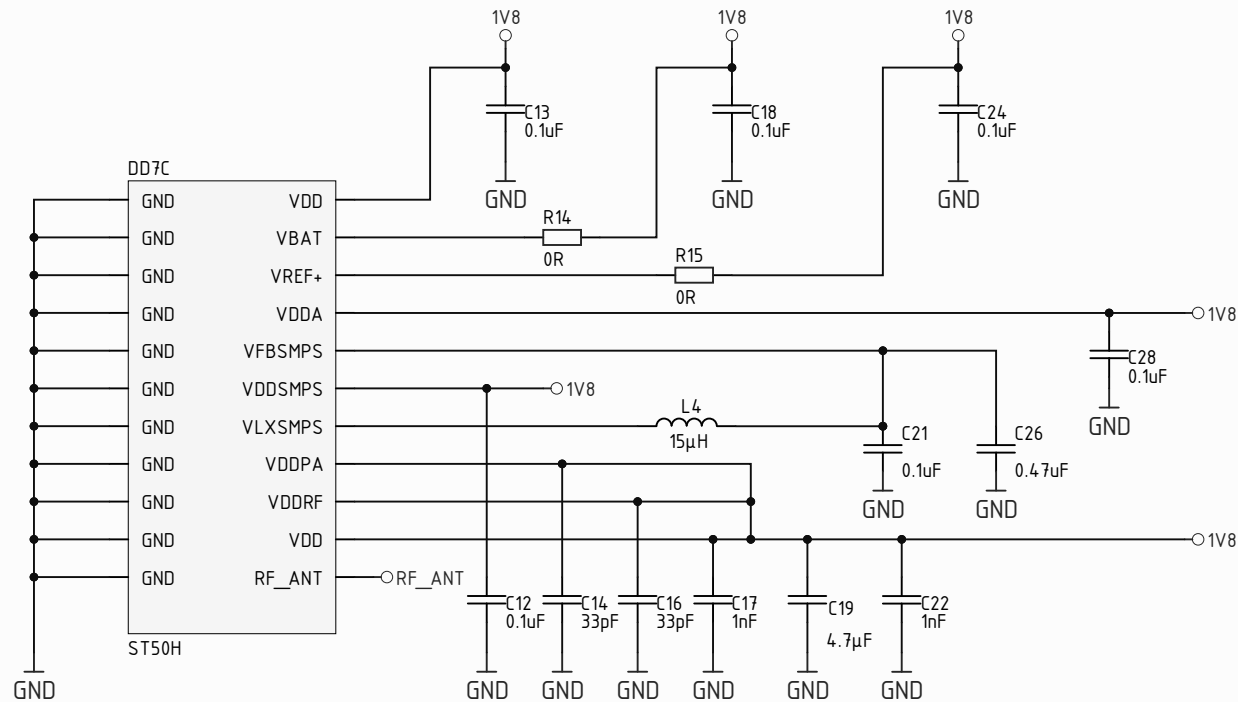 1V8
1V8
1V8
C13
0.1uF
C18
0.1uF
C24
0.1uF
GND
GND
GND
DD7C
GND VDD
GND VBAT
R14
0R
GND VREF+
R15
0R
GND VDDA
1V8
GND VFBSMPS
C28
0.1uF
GND
GND VDDSMPS
1V8
GND VLXSMPS
L4
15µH
C21
0.1uF
GND
C26
0.47uF
GND
GND VDDPA
GND VDDRF
GND VDD
1V8
GND RF_ANT
RF_ANT
C12
0.1uF
C14
33pF
C16
33pF
C17
1nF
C19
4.7µF
C22
1nF
ST50H
GND
GND
GND
GND
GND
GND
GND